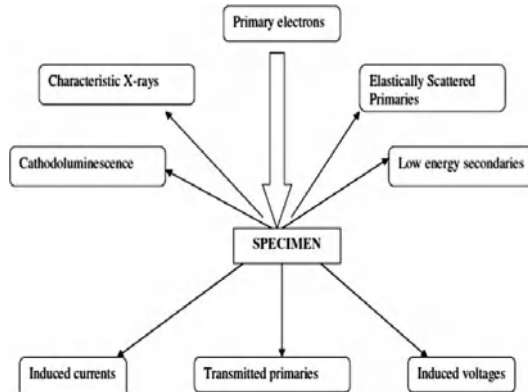 Primary electrons
Characteristic X-rays
Elastically Scattered
Primaries
Cathodoluminescence
Low energy secondaries
SPECIMEN
Induced currents
Transmitted primaries
Induced voltages